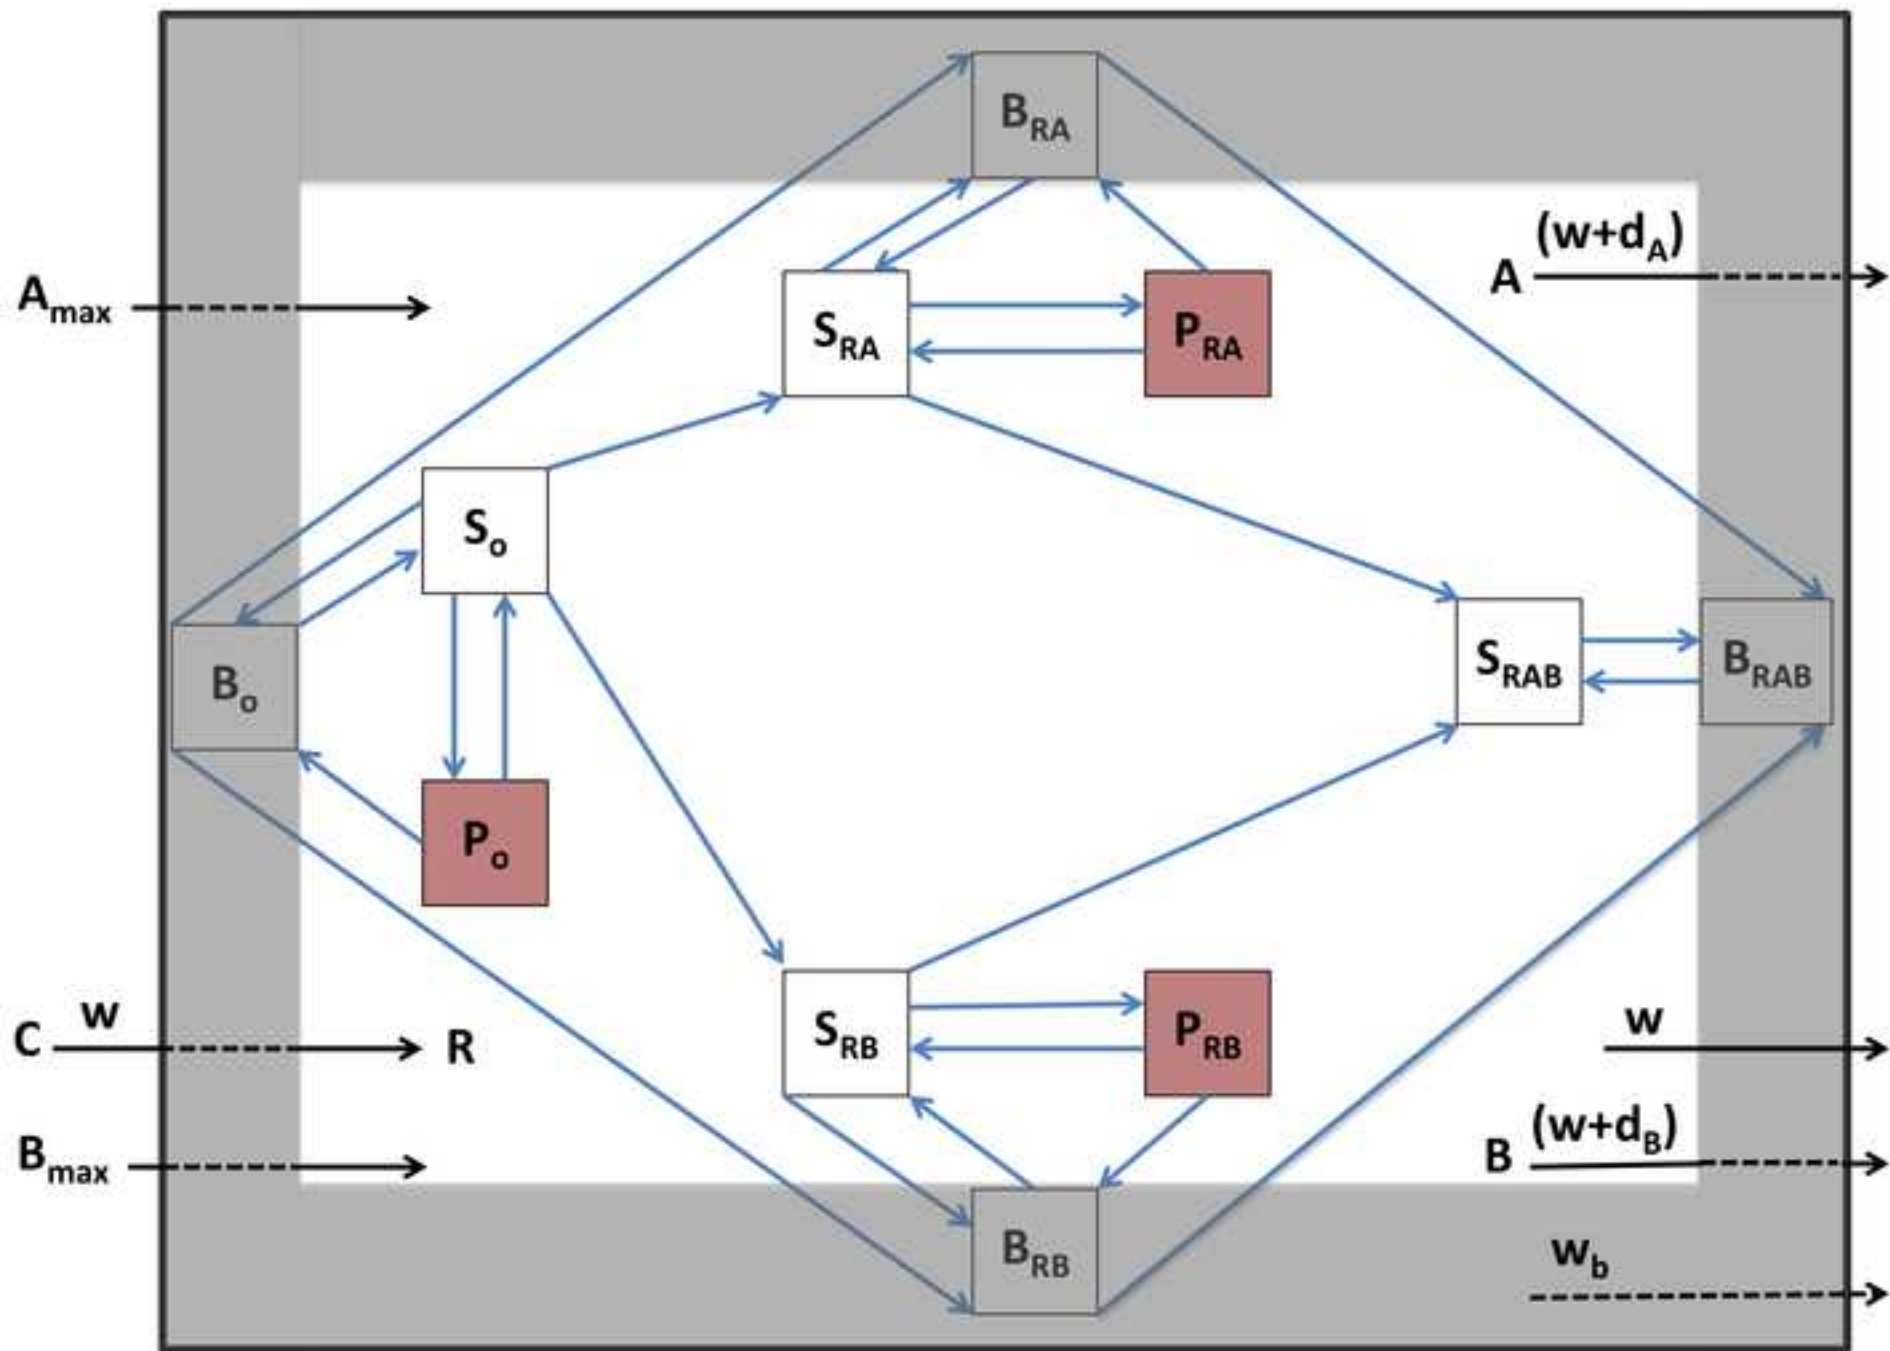 B_RA
(w+d_A)
A
A_max
S_RA
P_RA
S_o
B_o
S_RAB
B_RAB
P_o
w
C
R
S_RB
P_RB
w
B_max
(w+d_B)
B
B_RB
w_b